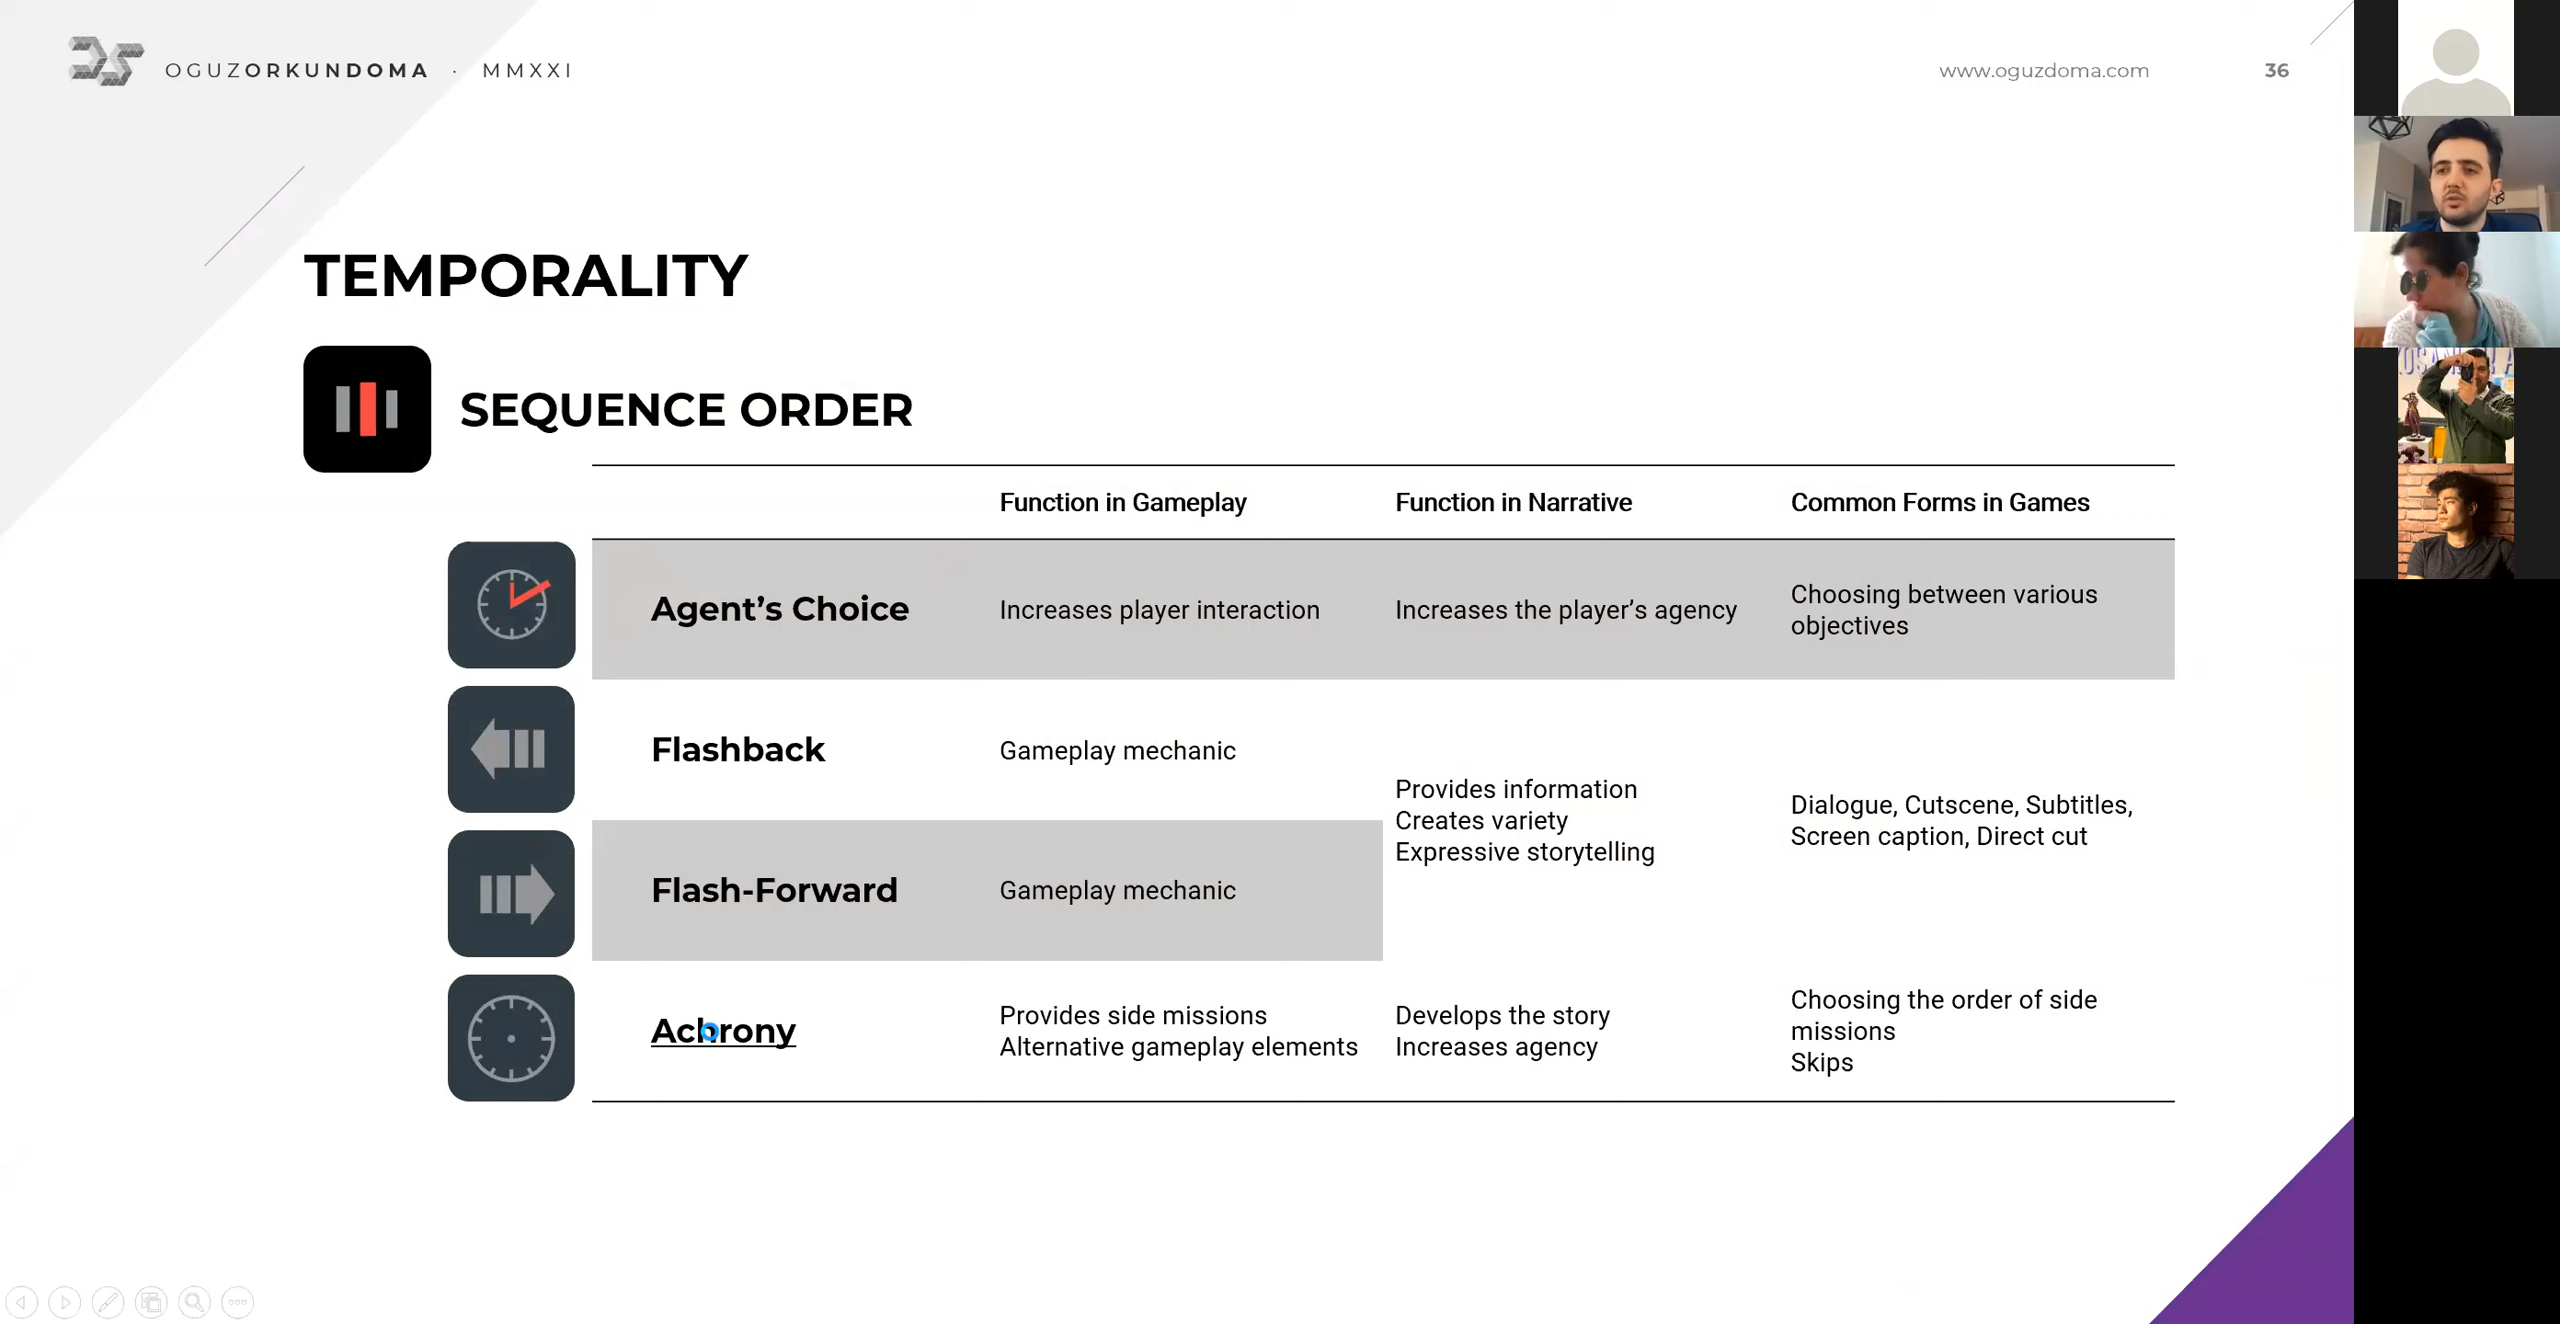 OGUZORKUNDOMA · MMXXI
www.oguzdoma.com
36
TEMPORALITY
SEQUENCE ORDER
Function in Gameplay
Function in Narrative
Common Forms in Games
Agent’s Choice
Increases player interaction
Increases the player’s agency
Choosing between various
objectives
Flashback
Gameplay mechanic
Provides information
Creates variety
Expressive storytelling
Dialogue, Cutscene, Subtitles,
Screen caption, Direct cut
Flash-Forward
Gameplay mechanic
Achrony
Provides side missions
Alternative gameplay elements
Develops the story
Increases agency
Choosing the order of side
missions
Skips